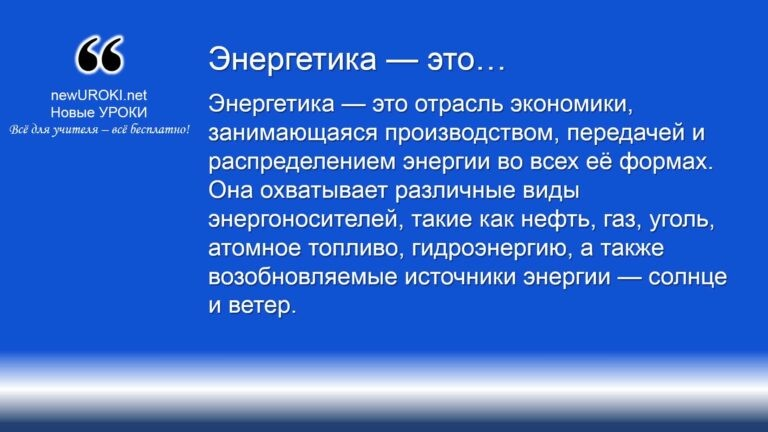 “
newUROKI.net
Новые УРОКИ
Всё для учителя – всё бесплатно!
Энергетика — это…
Энергетика — это отрасль экономики,
занимающаяся производством, передачей и
распределением энергии во всех её формах.
Она охватывает различные виды
энергоносителей, такие как нефть, газ, уголь,
атомное топливо, гидроэнергию, а также
возобновляемые источники энергии — солнце
и ветер.